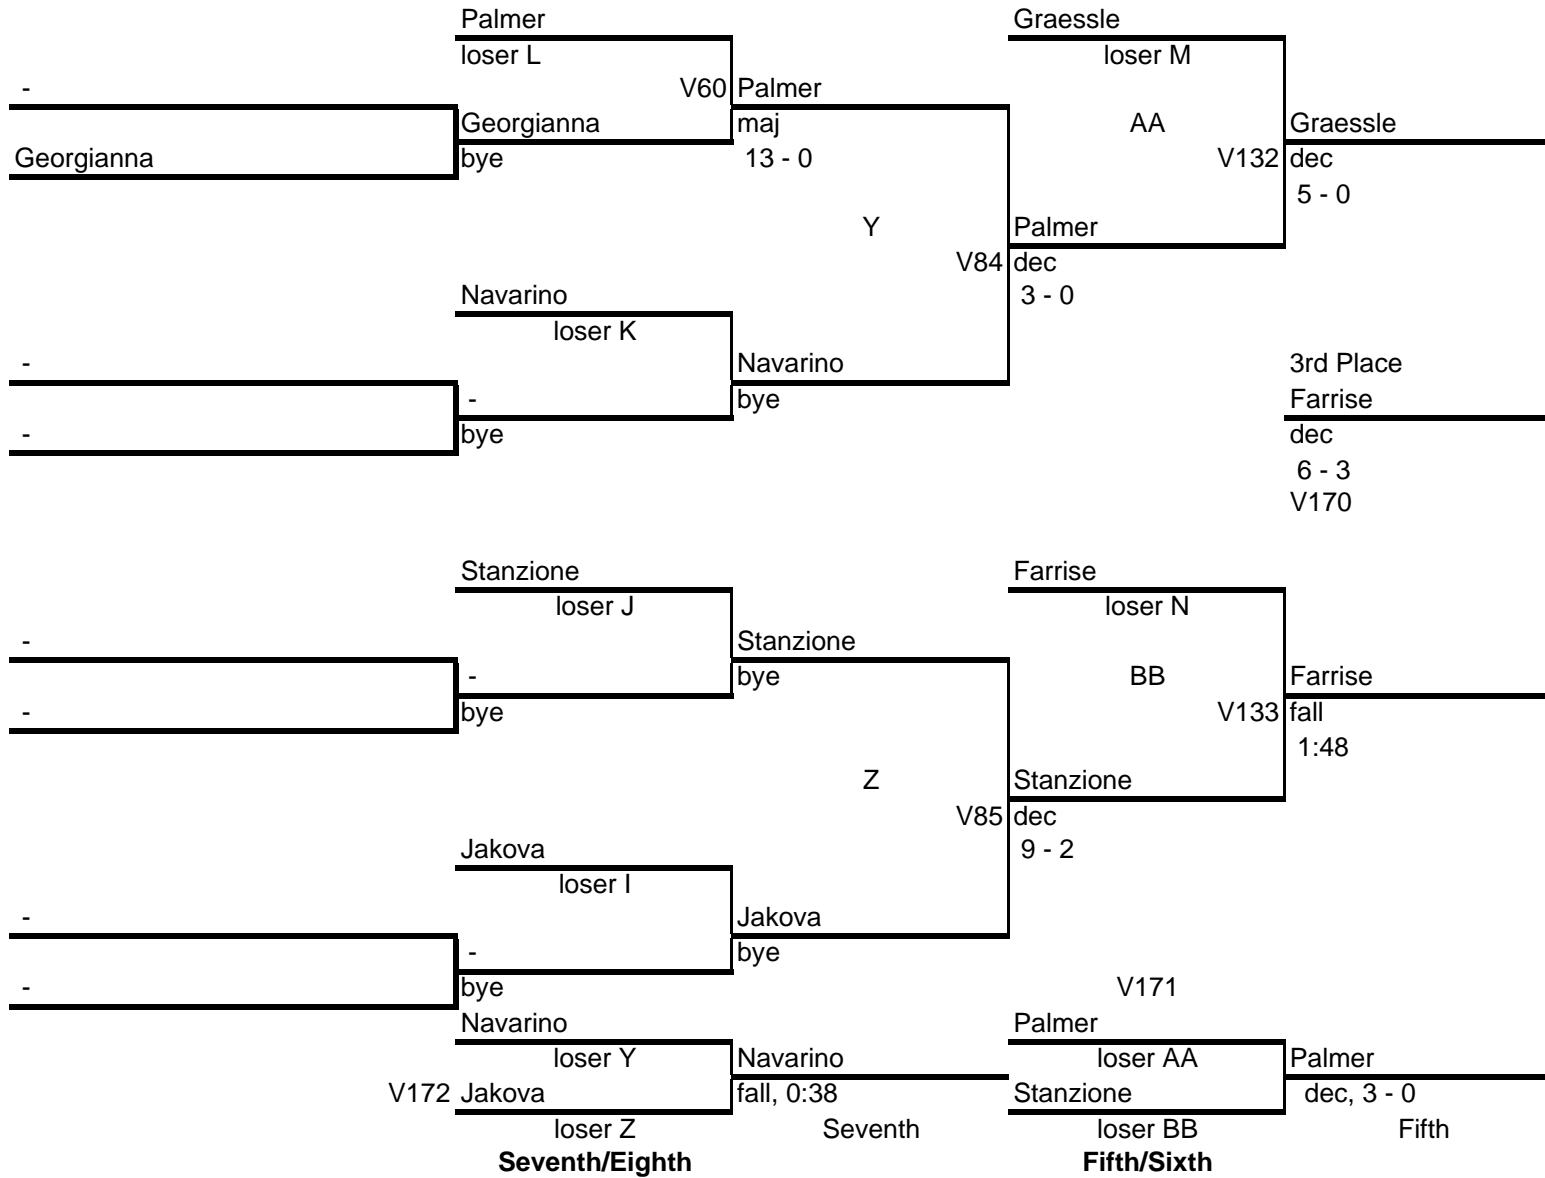 Palmer Graessle
loser L loser M
- V60 Palmer
Georgianna maj AA Graessle
Georgianna bye 13 - 0 V132 dec
5 - 0
Y Palmer
V84 dec
Navarino 3 - 0
loser K
- Navarino 3rd Place
- bye Farrise
- bye dec
6 - 3
V170
Stanzione Farrise
loser J loser N
- Stanzione
- bye BB Farrise
- bye V133 fall
1:48
Z Stanzione
V85 dec
Jakova 9 - 2
loser I
- Jakova
- bye
- bye V171
Navarino Palmer
loser Y Navarino loser AA Palmer
V172 Jakova fall, 0:38 Stanzione dec, 3 - 0
loser Z Seventh loser BB Fifth
Seventh/Eighth Fifth/Sixth